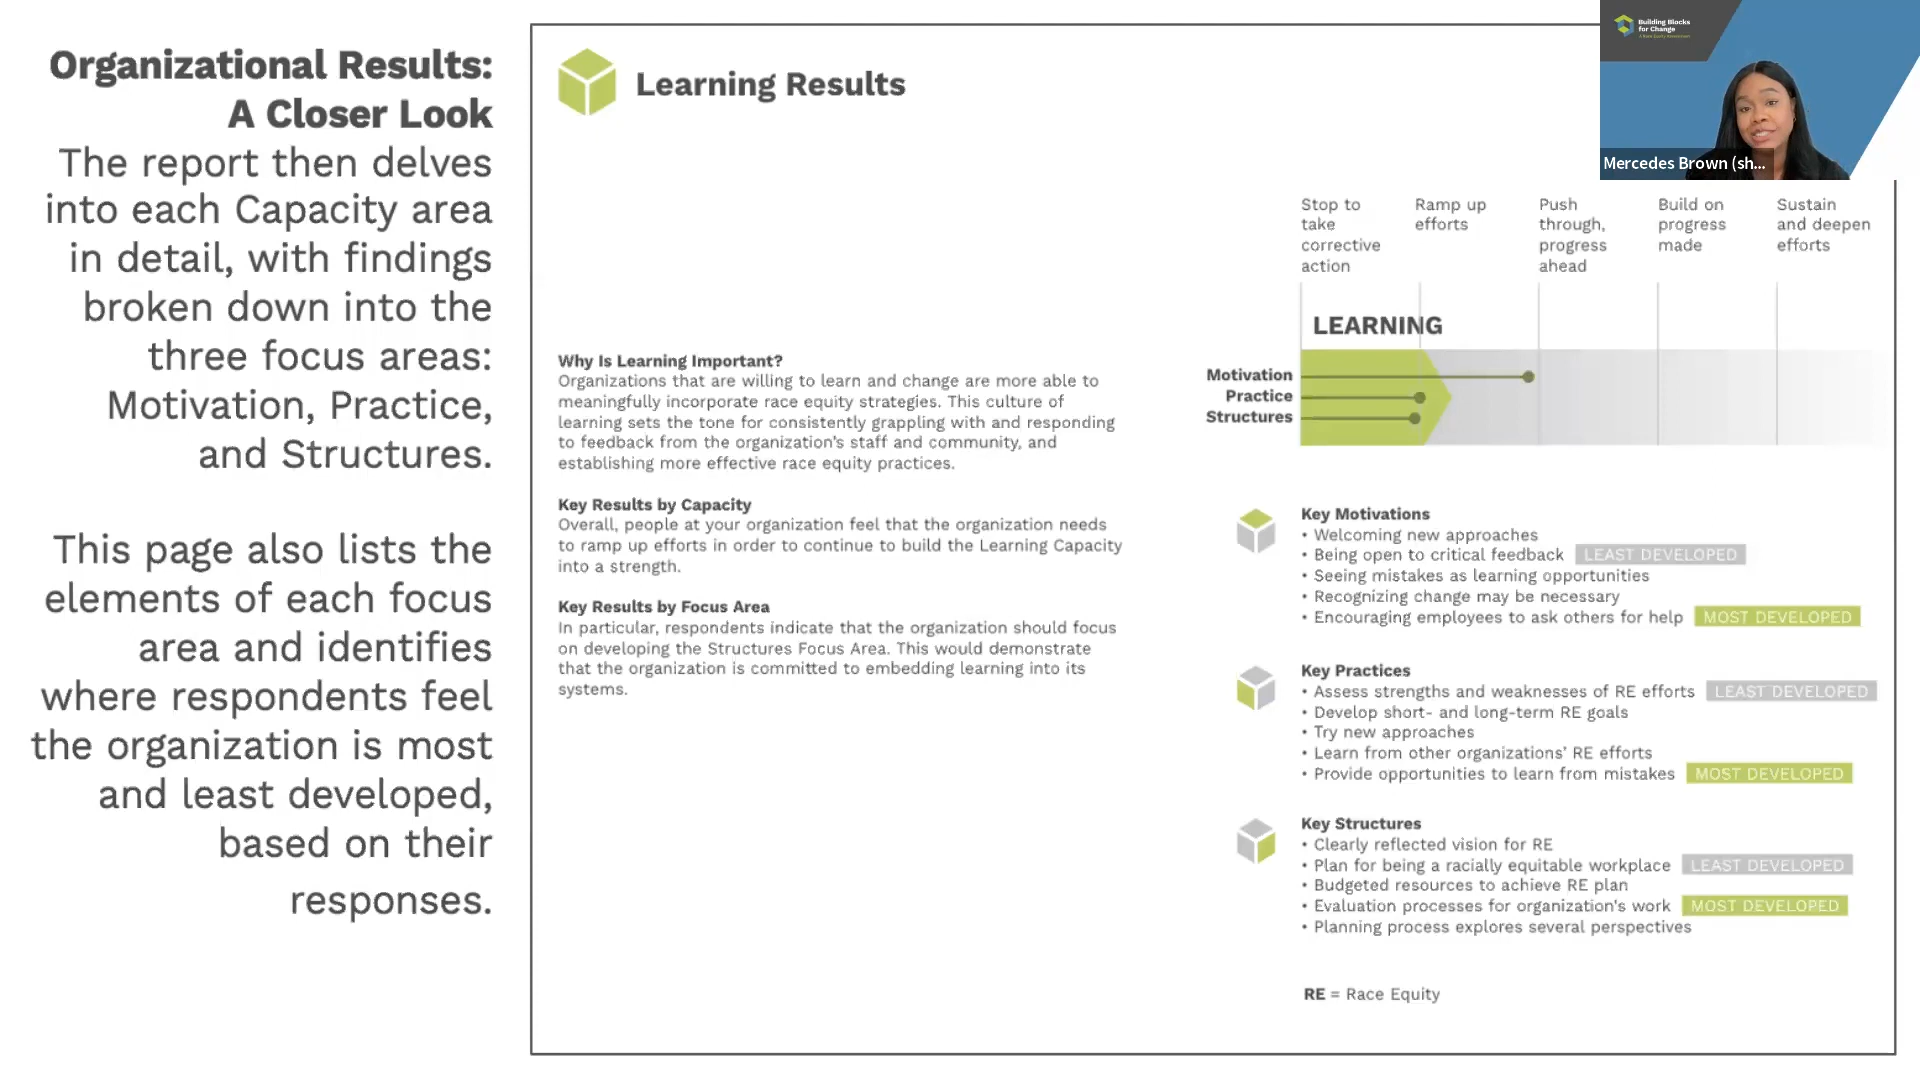 Organizational Results:
A Closer Look
The report then delves
into each Capacity area
in detail, with findings
broken down into the
three focus areas:
Motivation, Practice,
and Structures.
This page also lists the
elements of each focus
area and identifies
where respondents feel
the organization is most
and least developed,
based on their
responses.
Learning Results
Why Is Learning Important?
Organizations that are willing to learn and change are more able to
meaningfully incorporate race equity strategies. This culture of
learning sets the tone for consistently grappling with and responding
to feedback from the organization's staff and community, and
establishing more effective race equity practices.
Key Results by Capacity
Overall, people at your organization feel that the organization needs
to ramp up efforts in order to continue to build the Learning Capacity
into a strength.
Key Results by Focus Area
In particular, respondents indicate that the organization should focus
on developing the Structures Focus Area. This would demonstrate
that the organization is committed to embedding learning into its
systems.
Stop to
take
corrective
action
Ramp up
efforts
Push
through,
progress
ahead
Build on
progress
made
Sustain
and deepen
efforts
LEARNING
Motivation
Practice
Structures
Key Motivations
• Welcoming new approaches
• Being open to critical feedback LEAST DEVELOPED
• Seeing mistakes as learning opportunities
• Recognizing change may be necessary
• Encouraging employees to ask others for help MOST DEVELOPED
Key Practices
• Assess strengths and weaknesses of RE efforts LEAST DEVELOPED
• Develop short- and long-term RE goals
• Try new approaches
• Learn from other organizations' RE efforts
• Provide opportunities to learn from mistakes MOST DEVELOPED
Key Structures
• Clearly reflected vision for RE
• Plan for being a racially equitable workplace LEAST DEVELOPED
• Budgeted resources to achieve RE plan
• Evaluation processes for organization's work MOST DEVELOPED
• Planning process explores several perspectives
RE = Race Equity
Building Blocks
for Change
Mercedes Brown (sh...